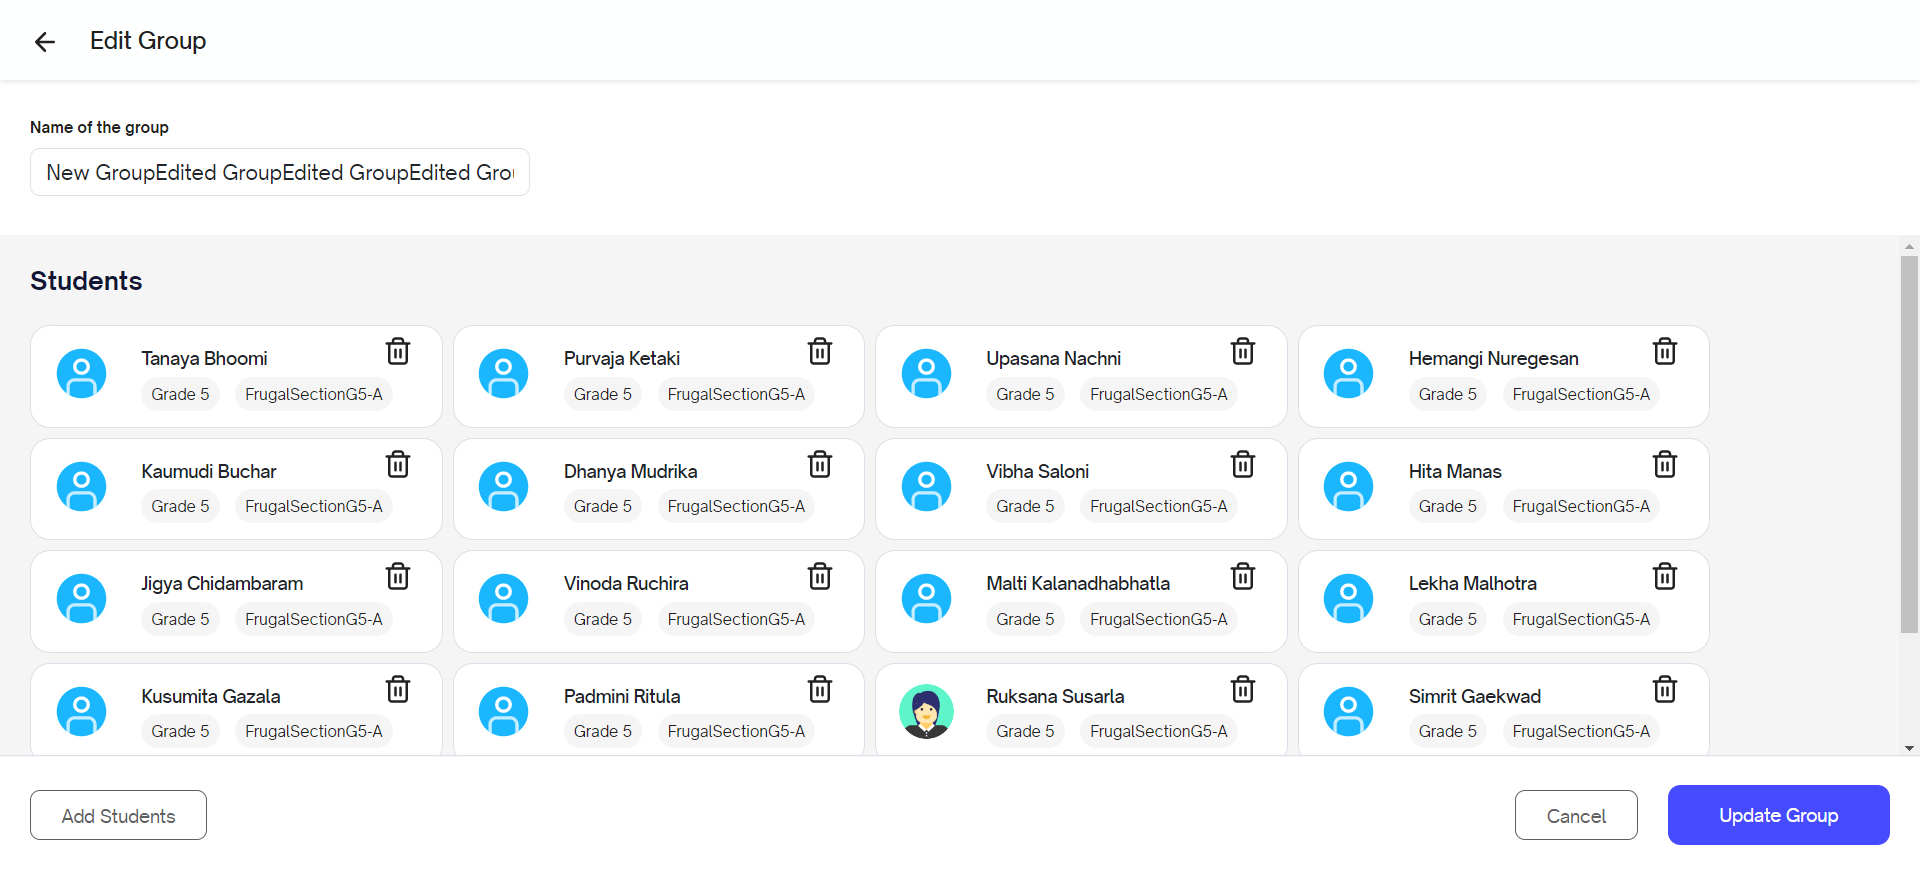 Edit Group
Name of the group
New GroupEdited GroupEdited GroupEdited Grou
Students
Tanaya Bhoomi
Grade 5 FrugalSectionG5-A
Purvaja Ketaki
Grade 5 FrugalSectionG5-A
Upasana Nachni
Grade 5 FrugalSectionG5-A
Hemangi Nuregesan
Grade 5 FrugalSectionG5-A
Kaumudi Buchar
Grade 5 FrugalSectionG5-A
Dhanya Mudrika
Grade 5 FrugalSectionG5-A
Vibha Saloni
Grade 5 FrugalSectionG5-A
Hita Manas
Grade 5 FrugalSectionG5-A
Jigya Chidambaram
Grade 5 FrugalSectionG5-A
Vinoda Ruchira
Grade 5 FrugalSectionG5-A
Malti Kalanadhabhatla
Grade 5 FrugalSectionG5-A
Lekha Malhotra
Grade 5 FrugalSectionG5-A
Kusumita Gazala
Grade 5 FrugalSectionG5-A
Padmini Ritula
Grade 5 FrugalSectionG5-A
Ruksana Susarla
Grade 5 FrugalSectionG5-A
Simrit Gaekwad
Grade 5 FrugalSectionG5-A
Add Students
Cancel
Update Group